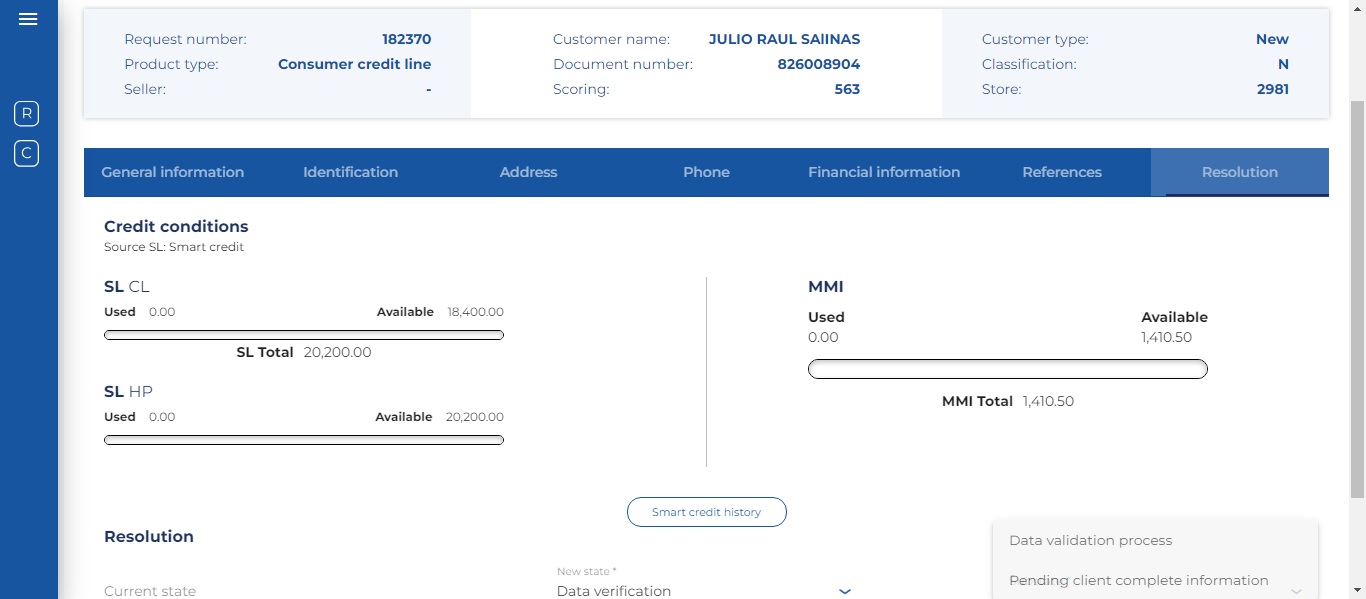 Request number: 182370
Product type: Consumer credit line
Seller: -
Customer name: JULIO RAUL SAlINAS
Document number: 826008904
Scoring: 563
Customer type: New
Classification: N
Store: 2981
R
C
General information Identification Address Phone Financial information References Resolution
Credit conditions
Source SL: Smart credit
SL CL
Used 0.00 Available 18,400.00
SL Total 20,200.00
SL HP
Used 0.00 Available 20,200.00
MMI
Used Available
0.00 1,410.50
MMI Total 1,410.50
Smart credit history
Resolution
Current state
New state *
Data verification
Data validation process
Pending client complete information